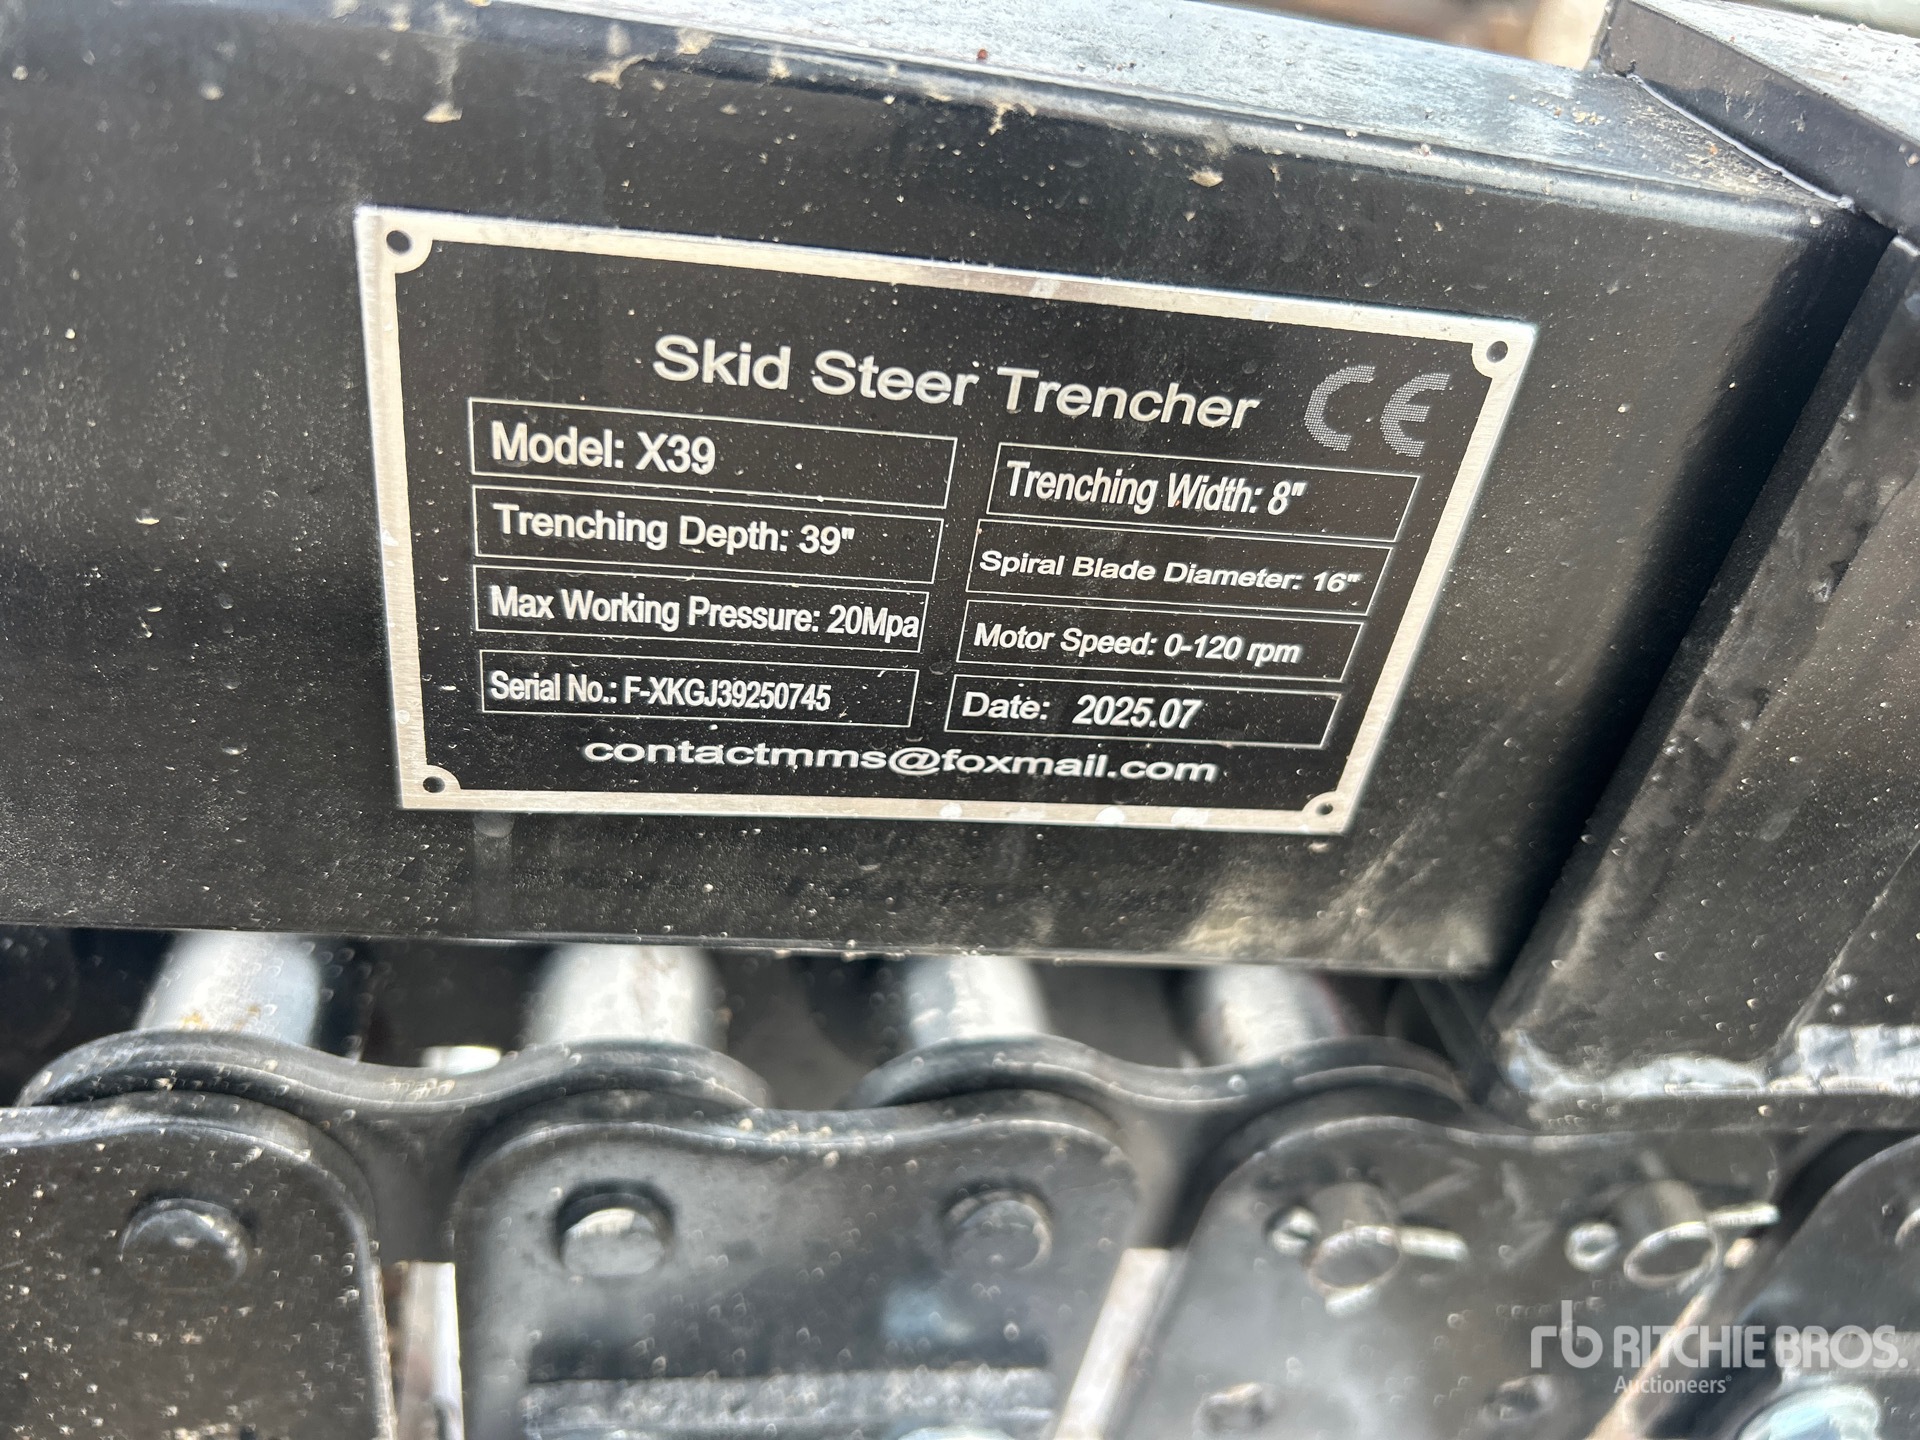 Skid Steer Trencher CE
Model: X39
Trenching Width: 8"
Trenching Depth: 39"
Spiral Blade Diameter: 16"
Max Working Pressure: 20Mpa
Motor Speed: 0-120 rpm
Serial No.: F-XKGJ39250745
Date: 2025.07
contactmms@foxmail.com
rb RITCHIE BROS.
Auctioneers®